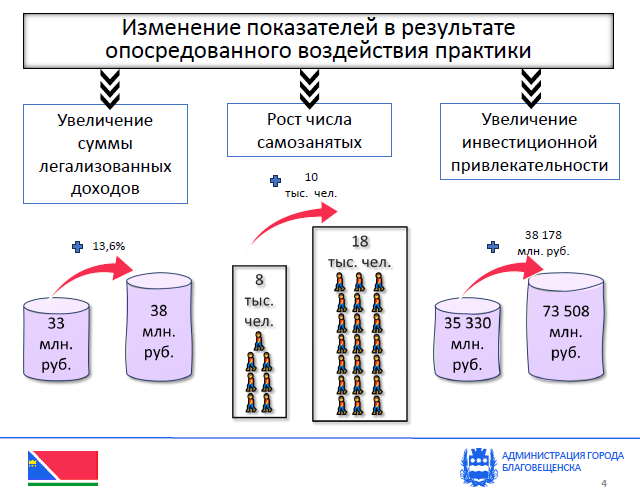 Изменение показателей в результате
опосредованного воздействия практики
Увеличение
суммы
легализованных
доходов
Рост числа
самозанятых
Увеличение
инвестиционной
привлекательности
13,6%
33
млн.
руб.
38
млн.
руб.
10
тыс. чел.
8
тыс.
чел.
18
тыс. чел.
38 178
млн. руб.
35 330
млн.
руб.
73 508
млн.
руб.
АДМИНИСТРАЦИЯ ГОРОДА
БЛАГОВЕЩЕНСКА
4